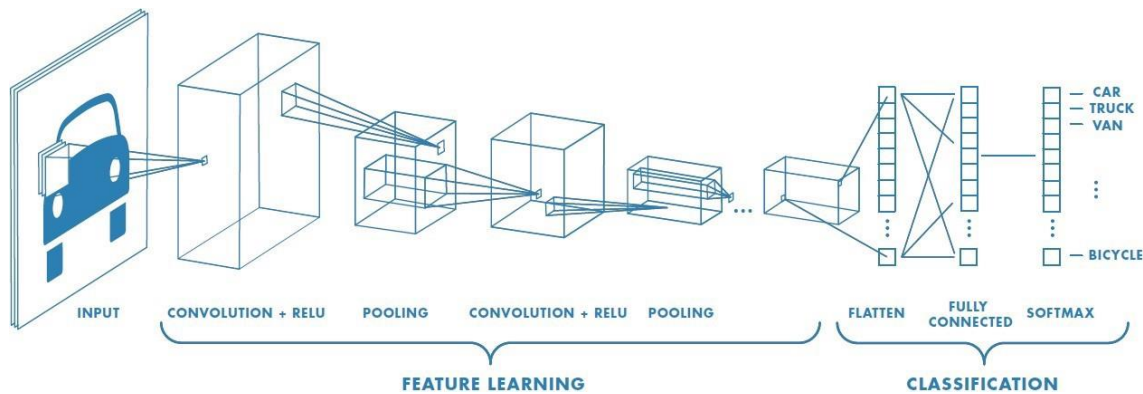 CAR
TRUCK
VAN
BICYCLE
INPUT
CONVOLUTION + RELU
POOLING
CONVOLUTION + RELU
POOLING
FLATTEN
FULLY
CONNECTED
SOFTMAX
FEATURE LEARNING
CLASSIFICATION